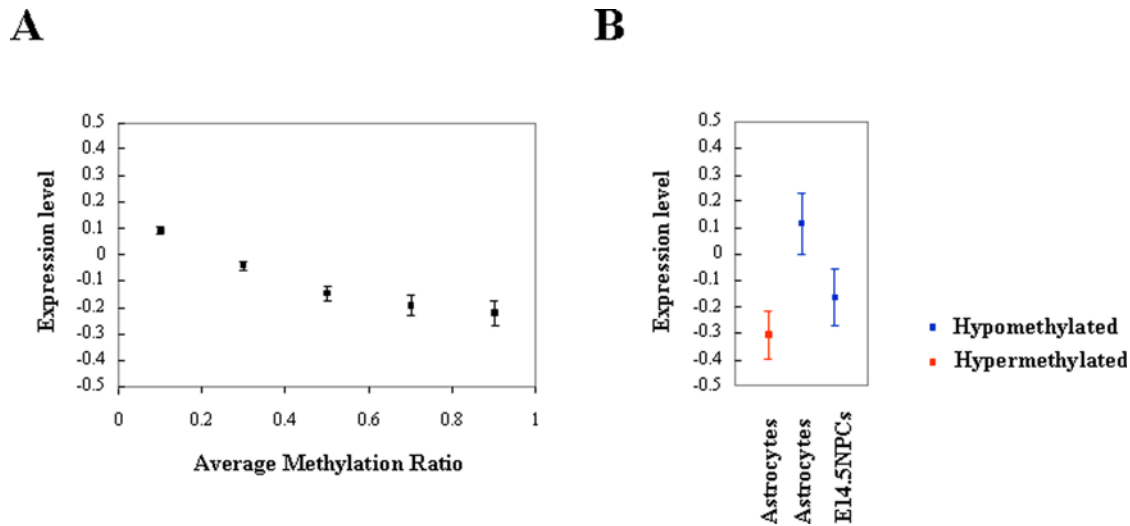 A
B
Expression level
0.5
0.4
0.3
0.2
0.1
0
-0.1
-0.2
-0.3
-0.4
-0.5
0
0.2
0.4
0.6
0.8
1
Average Methylation Ratio
Expression level
0.5
0.4
0.3
0.2
0.1
0
-0.1
-0.2
-0.3
-0.4
-0.5
Astrocytes
Astrocytes
E14.5NPCs
Hypomethylated
Hypermethylated